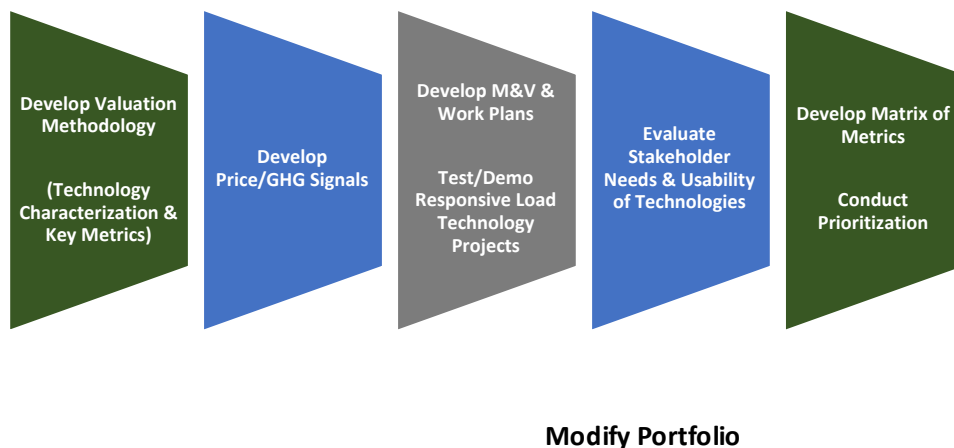 Develop Valuation
Methodology
(Technology
Characterization &
Key Metrics)
Develop
Price/GHG Signals
Develop M&V &
Work Plans
Test/Demo
Responsive Load
Technology
Projects
Evaluate
Stakeholder
Needs & Usability
of Technologies
Develop Matrix of
Metrics
Conduct
Prioritization
Modify Portfolio